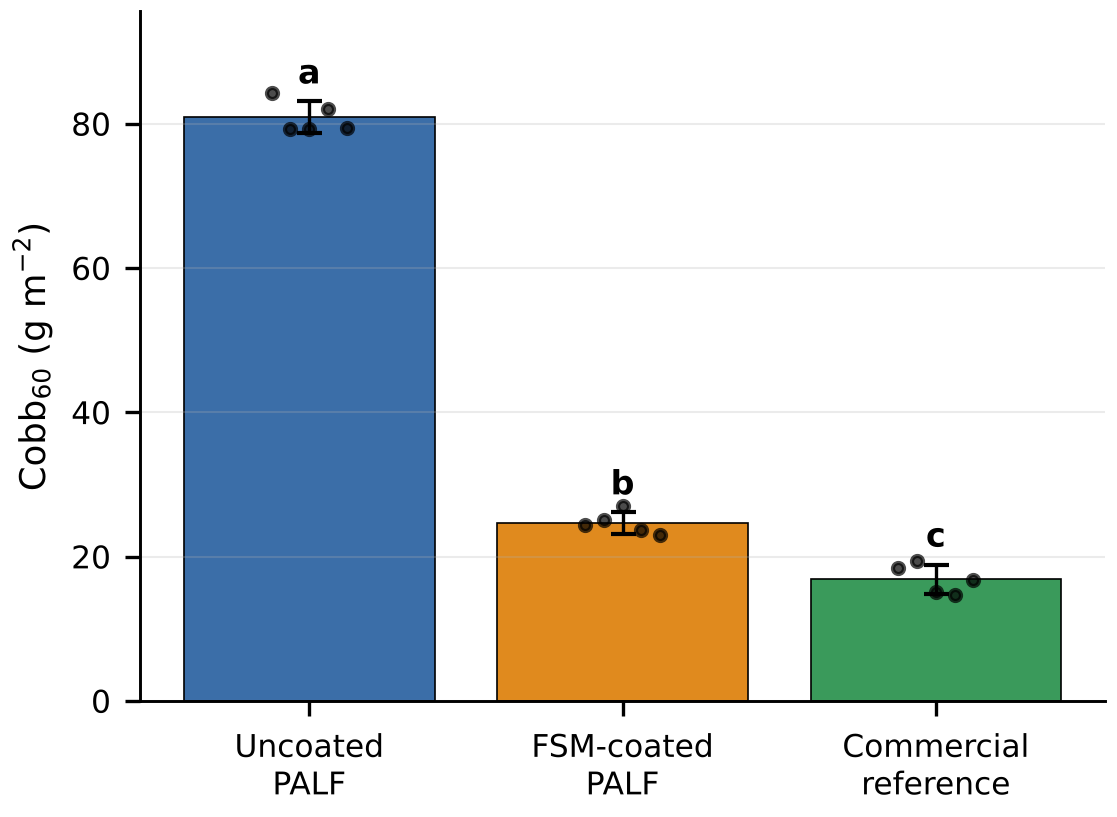 Cobb₆₀ (g m⁻²)
80
60
40
20
0
a
b
c
Uncoated
PALF
FSM-coated
PALF
Commercial
reference